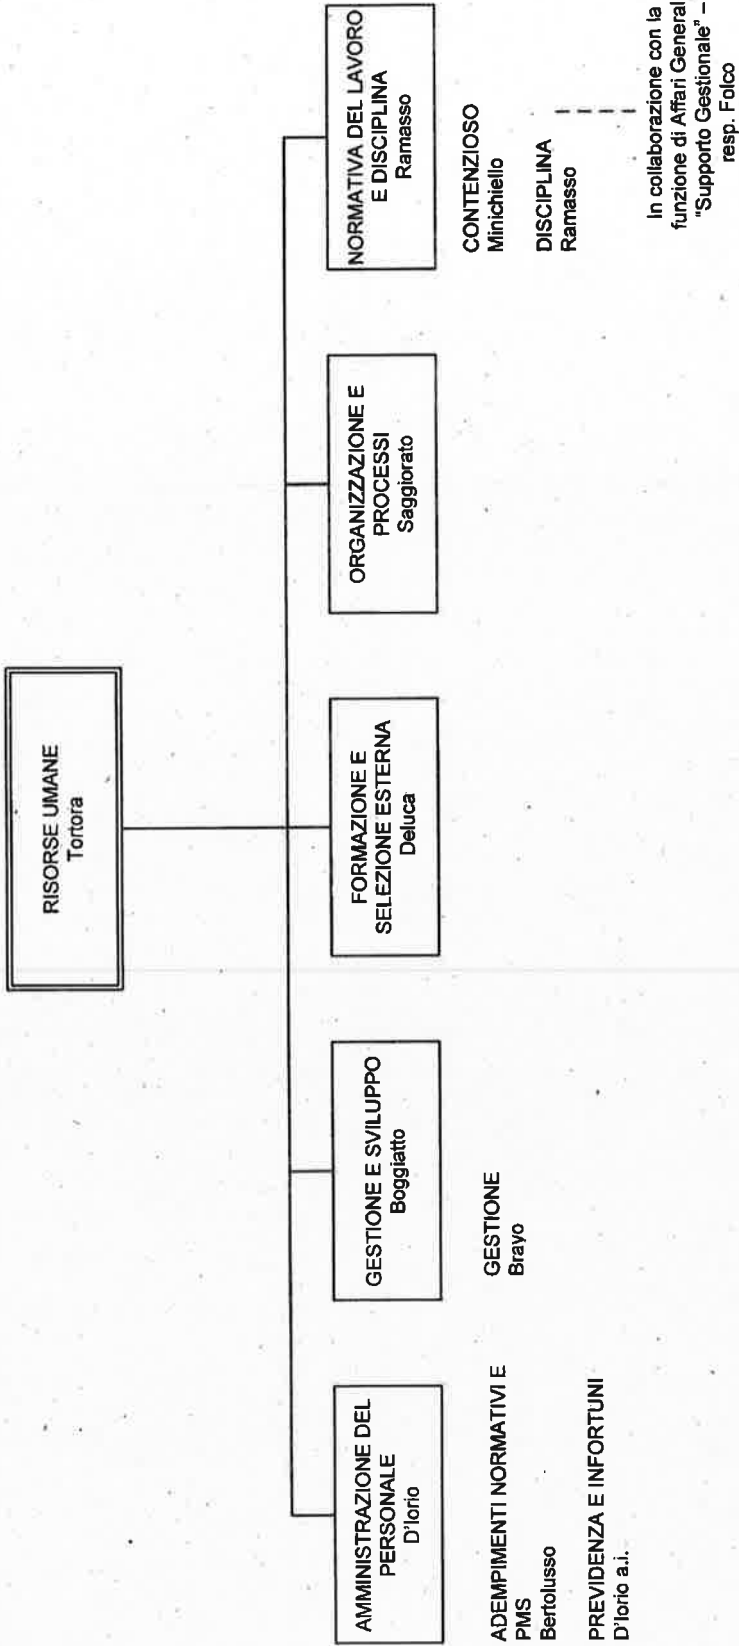 RISORSE UMANE
Tortora
AMMINISTRAZIONE DEL
PERSONALE
D'Iorio
ADEMPIMENTI NORMATIVI E
PMS
Bertolusso
PREVIDENZA E INFORTUNI
D'Iorio a.i.
GESTIONE E SVILUPPO
Boggiatto
GESTIONE
Bravo
FORMAZIONE E
SELEZIONE ESTERNA
Deluca
ORGANIZZAZIONE E
PROCESSI
Saggiorato
NORMATIVA DEL LAVORO
E DISCIPLINA
Ramasso
CONTENZIOSO
Minichiello
DISCIPLINA
Ramasso
In collaborazione con la
funzione di Affari General
"Supporto Gestionale" –
resp. Folco